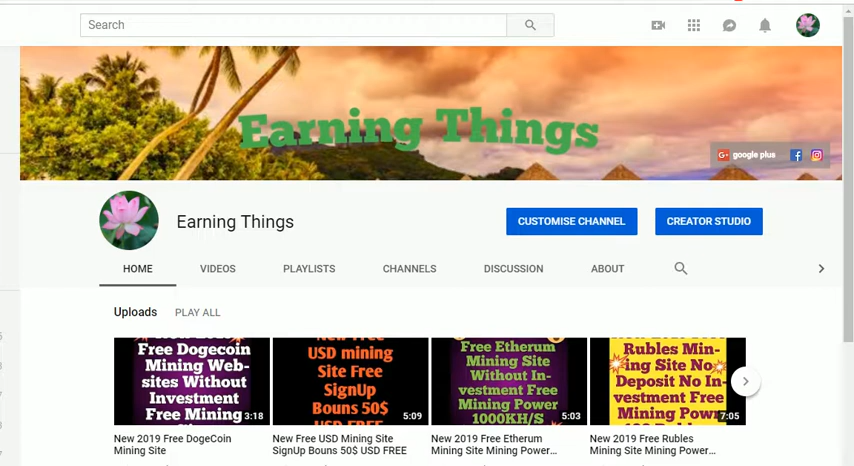 Search
Earning Things
google plus
Earning Things
CUSTOMISE CHANNEL
CREATOR STUDIO
HOME
VIDEOS
PLAYLISTS
CHANNELS
DISCUSSION
ABOUT
Uploads
PLAY ALL
Free Dogecoin
Mining Web-
sites Without
Investment
Free Mining
3:18
New Free
USD mining
Site Free
SignUp
Bouns 50$
USD FREE
5:09
Free Etherum
Mining Site
Without In-
vestment Free
Mining Power
1000KH/S
5:03
Rubles Min-
ing Site No
Deposit No In-
vestment Free
Mining Power
7:05
New 2019 Free DogeCoin
Mining Site
New Free USD Mining Site
SignUp Bouns 50$ USD FREE
New 2019 Free Etherum
Mining Site Mining Power...
New 2019 Free Rubles
Mining Site Mining Power...